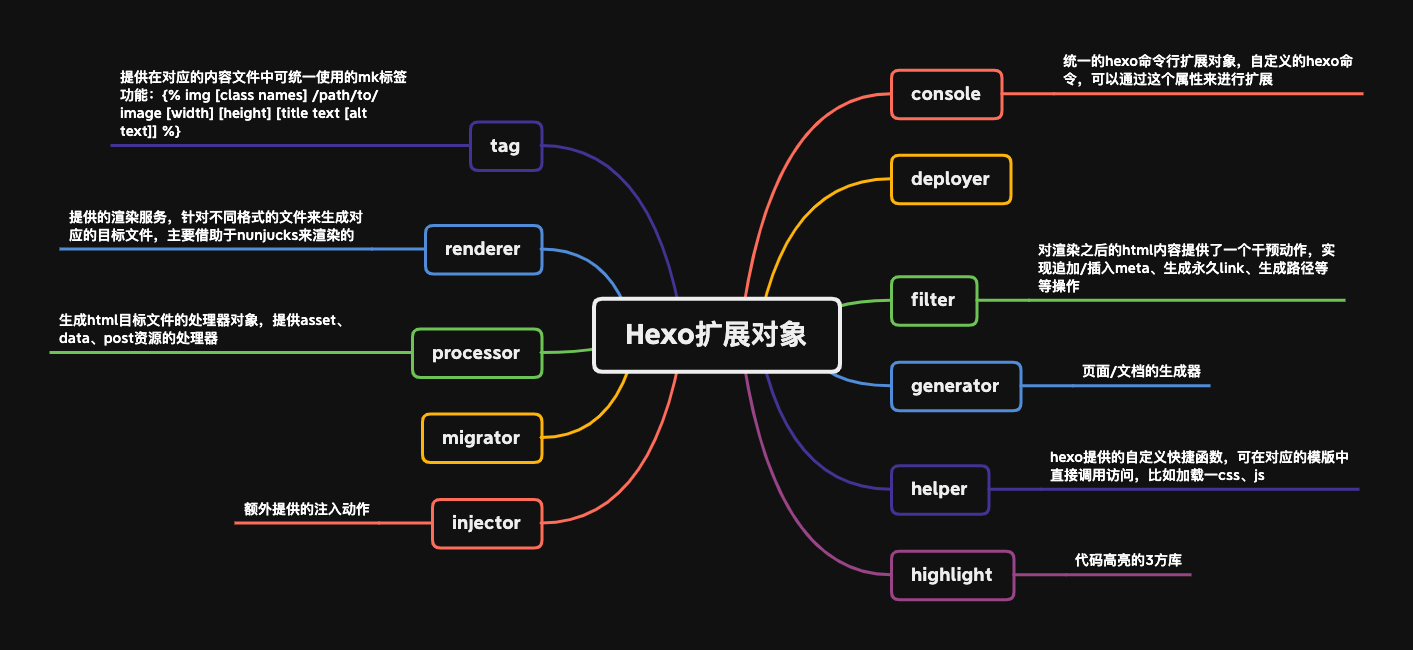 Hexo扩展对象
console
统一的hexo命令行扩展对象，自定义的hexo命
令，可以通过这个属性来进行扩展
deployer
filter
对渲染之后的html内容提供了一个干预动作，实
现追加/插入meta、生成永久link、生成路径等
等操作
generator
页面/文档的生成器
helper
hexo提供的自定义快捷函数，可在对应的模版中
直接调用访问，比如加载一css、js
highlight
代码高亮的3方库
提供在对应的内容文件中可统一使用的mk标签
功能：{% img [class names] /path/to/
image [width] [height] [title text [alt
text]] %}
tag
提供的渲染服务，针对不同格式的文件来生成对
应的目标文件，主要借助于nunjucks来渲染的
renderer
生成html目标文件的处理器对象，提供asset、
data、post资源的处理器
processor
migrator
额外提供的注入动作
injector